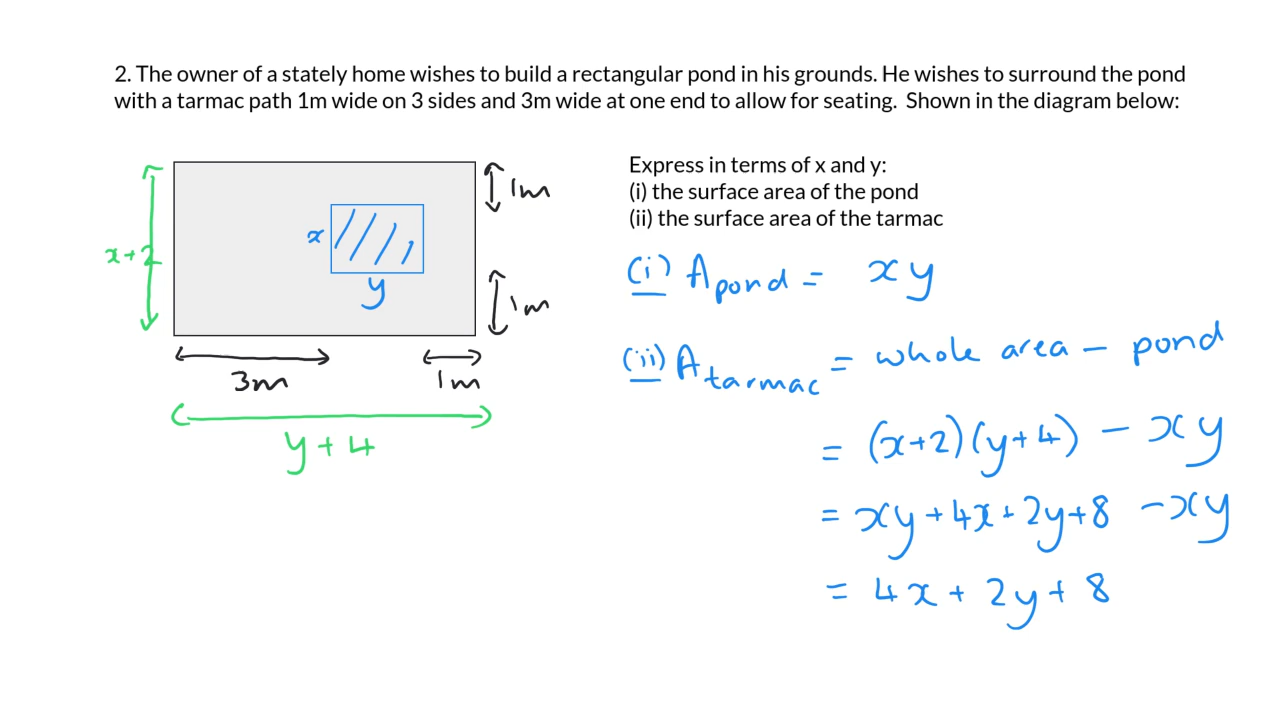 2. The owner of a stately home wishes to build a rectangular pond in his grounds. He wishes to surround the pond
with a tarmac path 1m wide on 3 sides and 3m wide at one end to allow for seating. Shown in the diagram below:
1m
x+2
x
y
1m
3m
1m
y + 4
Express in terms of x and y:
(i) the surface area of the pond
(ii) the surface area of the tarmac
(i) Apond = xy
(ii) Atarmac = whole area - pond
= (x+2)(y+4) - xy
= xy + 4x + 2y + 8 - xy
= 4x + 2y + 8